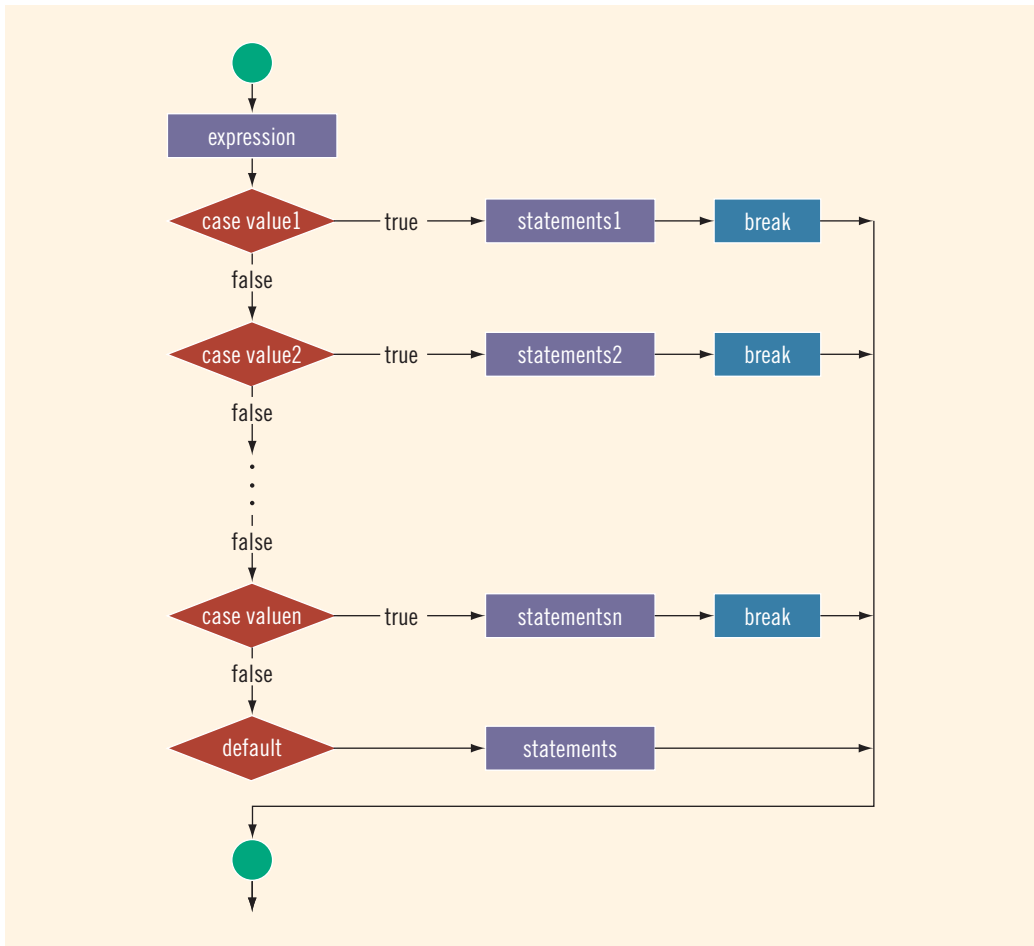 expression
case value1
true
statements1
break
false
case value2
true
statements2
break
false
false
case valuen
true
statementsn
break
false
default
statements